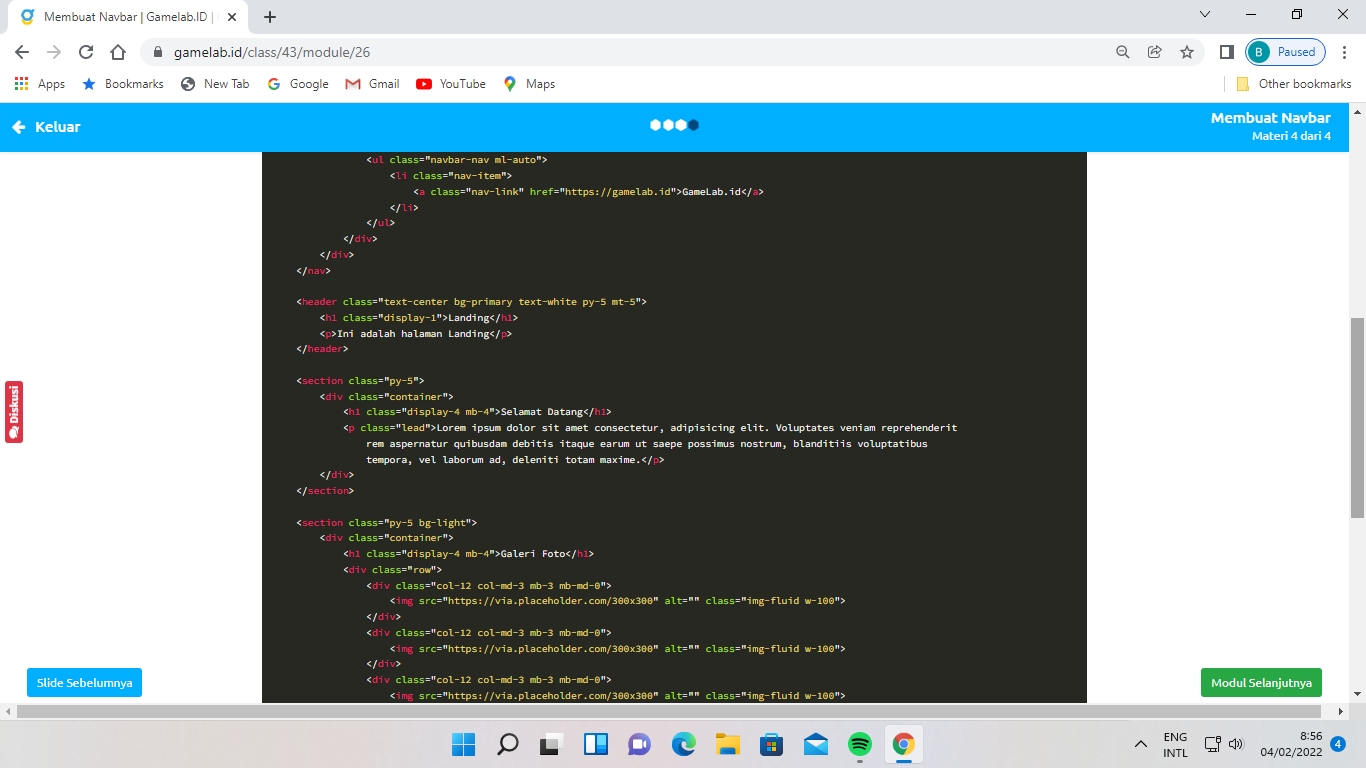 Membuat Navbar | Gamelab.ID |
gamelab.id/class/43/module/26
B Paused
Apps Bookmarks New Tab Google Gmail YouTube Maps Other bookmarks
Keluar
Membuat Navbar
Materi 4 dari 4
<ul class="navbar-nav ml-auto">
<li class="nav-item">
<a class="nav-link" href="https://gamelab.id">GameLab.id</a>
</li>
</ul>
</div>
</div>
</nav>
<header class="text-center bg-primary text-white py-5 mt-5">
<h1 class="display-1">Landing</h1>
<p>Ini adalah halaman Landing</p>
</header>
<section class="py-5">
<div class="container">
<h1 class="display-4 mb-4">Selamat Datang</h1>
<p class="lead">Lorem ipsum dolor sit amet consectetur, adipisicing elit. Voluptates veniam reprehenderit
rem aspernatur quibusdam debitis itaque earum ut saepe possimus nostrum, blanditiis voluptatibus
tempora, vel laborum ad, deleniti totam maxime.</p>
</div>
</section>
<section class="py-5 bg-light">
<div class="container">
<h1 class="display-4 mb-4">Galeri Foto</h1>
<div class="row">
<div class="col-12 col-md-3 mb-3 mb-md-0">
<img src="https://via.placeholder.com/300x300" alt="" class="img-fluid w-100">
</div>
<div class="col-12 col-md-3 mb-3 mb-md-0">
<img src="https://via.placeholder.com/300x300" alt="" class="img-fluid w-100">
</div>
<div class="col-12 col-md-3 mb-3 mb-md-0">
<img src="https://via.placeholder.com/300x300" alt="" class="img-fluid w-100">
Diskusi
Slide Sebelumnya
Modul Selanjutnya
ENG
INTL
8:56
04/02/2022
4